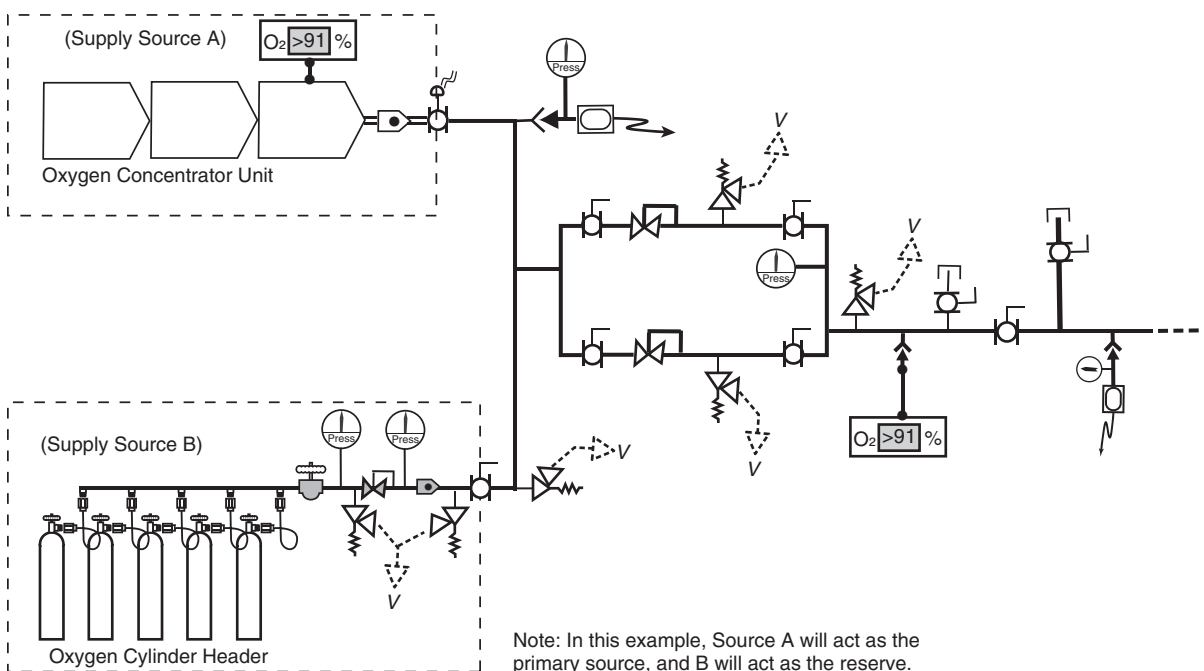 (Supply Source A)
O2 >91 %
Oxygen Concentrator Unit
Press
V
V
Press
Press
V
O2 >91 %
(Supply Source B)
Press
Press
V
V
Oxygen Cylinder Header
Note: In this example, Source A will act as the
primary source, and B will act as the reserve.